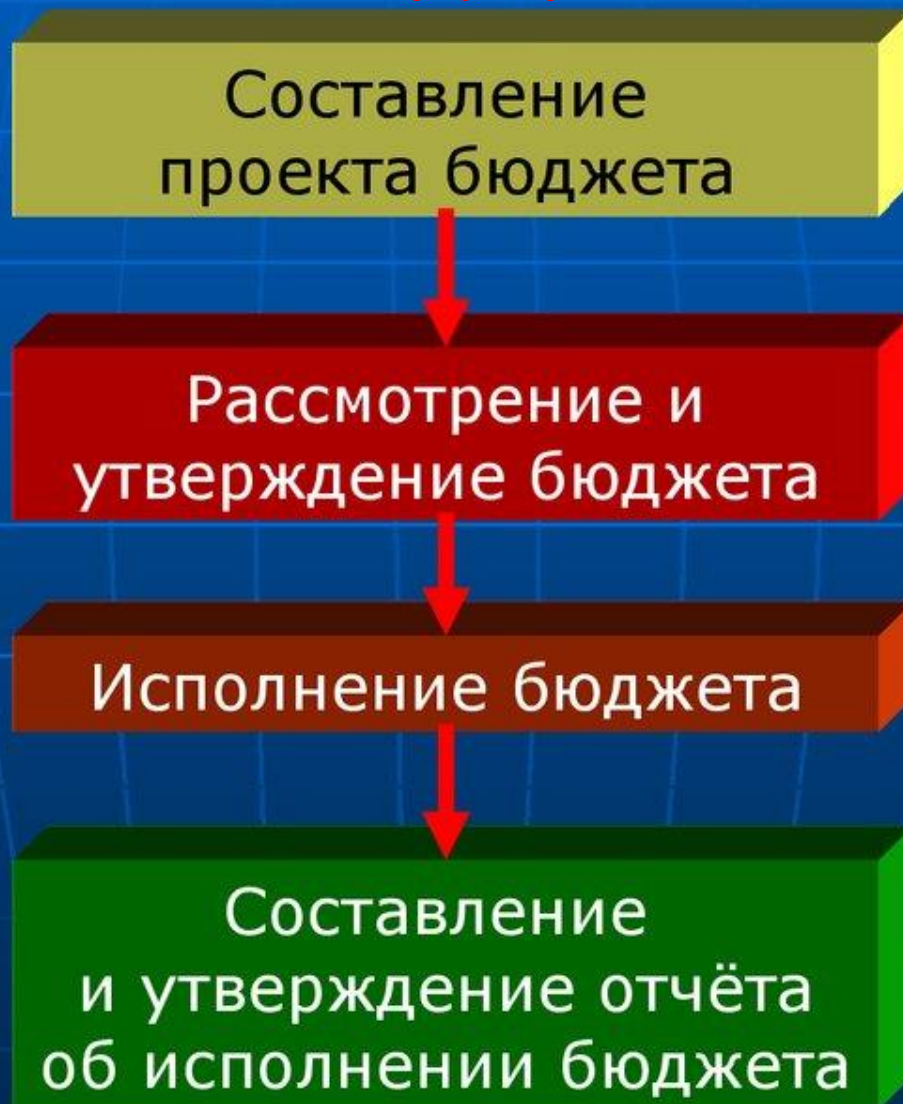 Составление
проекта бюджета
Рассмотрение и
утверждение бюджета
Исполнение бюджета
Составление
и утверждение отчёта
об исполнении бюджета